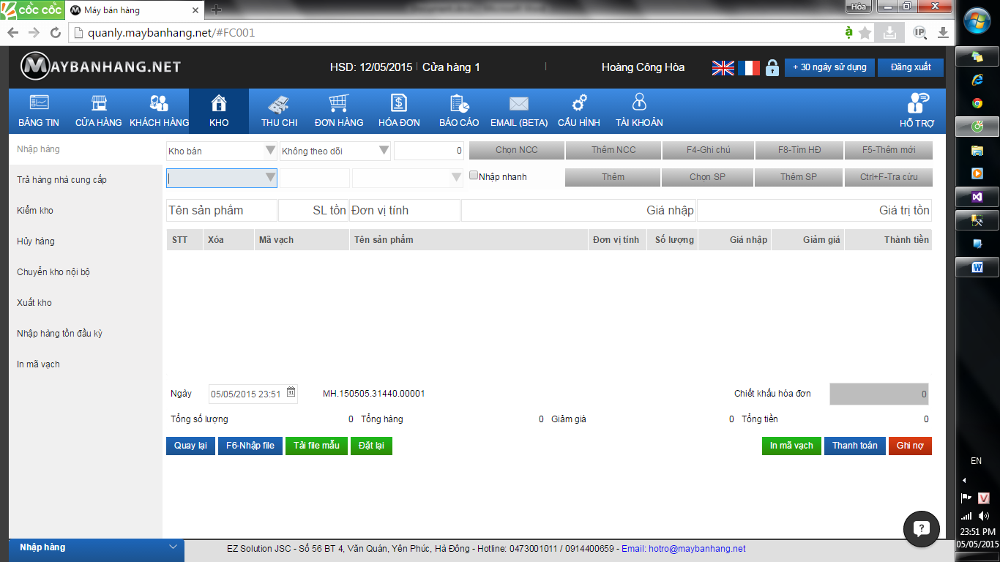 cốc cốc Máy bán hàng Hòa
quanly.maybanhang.net/#FC001
MAYBANHANG.NET HSD: 12/05/2015 | Cửa hàng 1 | Hoàng Công Hòa + 30 ngày sử dụng Đăng xuất
BẢNG TIN CỬA HÀNG KHÁCH HÀNG KHO THU CHI ĐƠN HÀNG HÓA ĐƠN BÁO CÁO EMAIL (BETA) CẤU HÌNH TÀI KHOẢN HỖ TRỢ
Nhập hàng
Trả hàng nhà cung cấp
Kiểm kho
Hủy hàng
Chuyển kho nội bộ
Xuất kho
Nhập hàng tồn đầu kỳ
In mã vạch
Kho bán Không theo dõi 0 Chọn NCC Thêm NCC F4-Ghi chú F8-Tìm HĐ F5-Thêm mới
Nhập nhanh Thêm Chọn SP Thêm SP Ctrl+F-Tra cứu
Tên sản phẩm SL tồn Đơn vị tính Giá nhập Giá trị tồn
STT Xóa Mã vạch Tên sản phẩm Đơn vị tính Số lượng Giá nhập Giảm giá Thành tiền
Ngày 05/05/2015 23:51 31 MH.150505.31440.00001 Chiết khấu hóa đơn 0
Tổng số lượng 0 Tổng hàng 0 Giảm giá 0 Tổng tiền 0
Quay lại F6-Nhập file Tải file mẫu Đặt lại In mã vạch Thanh toán Ghi nợ
Nhập hàng EZ Solution JSC - Số 56 BT 4, Văn Quán, Yên Phúc, Hà Đông - Hotline: 0473001011 / 0914400659 - Email: hotro@maybanhang.net
EN
23:51 PM
05/05/2015